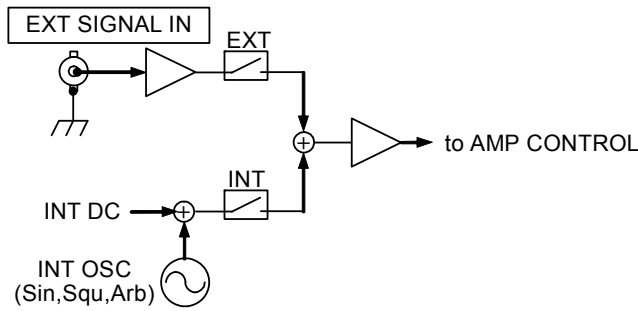 EXT SIGNAL IN
EXT
to AMP CONTROL
INT
INT DC
INT OSC
(Sin,Squ,Arb)